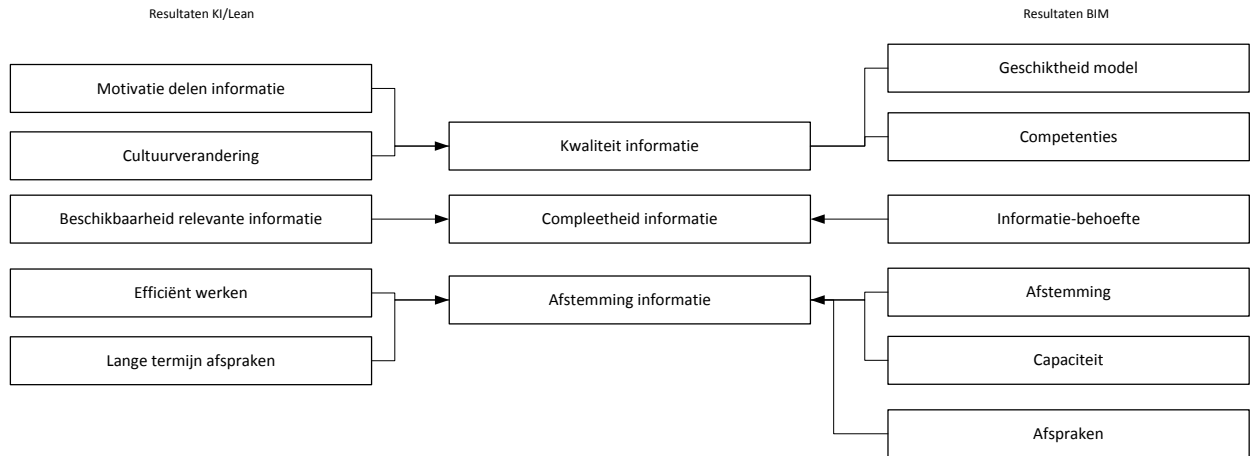 Resultaten KI/Lean
Resultaten BIM
Motivatie delen informatie
Cultuurverandering
Beschikbaarheid relevante informatie
Efficiënt werken
Lange termijn afspraken
Kwaliteit informatie
Compleetheid informatie
Afstemming informatie
Geschiktheid model
Competenties
Informatie-behoefte
Afstemming
Capaciteit
Afspraken